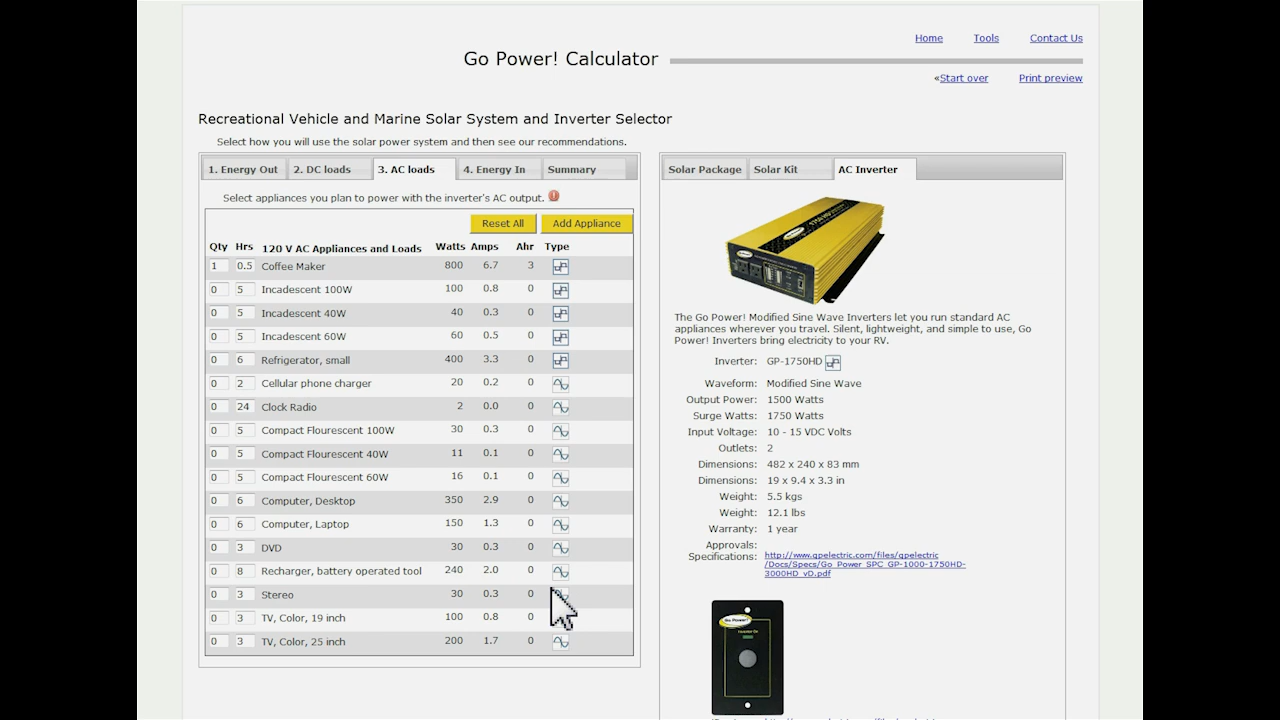 Home Tools Contact Us
Go Power! Calculator
«Start over Print preview
Recreational Vehicle and Marine Solar System and Inverter Selector
Select how you will use the solar power system and then see our recommendations.
1. Energy Out 2. DC loads 3. AC loads 4. Energy In Summary
Select appliances you plan to power with the inverter's AC output.
Reset All Add Appliance
Qty Hrs 120 V AC Appliances and Loads Watts Amps Ahr Type
1 0.5 Coffee Maker 800 6.7 3
0 5 Incadescent 100W 100 0.8 0
0 5 Incadescent 40W 40 0.3 0
0 5 Incadescent 60W 60 0.5 0
0 6 Refrigerator, small 400 3.3 0
0 2 Cellular phone charger 20 0.2 0
0 24 Clock Radio 2 0.0 0
0 5 Compact Flourescent 100W 30 0.3 0
0 5 Compact Flourescent 40W 11 0.1 0
0 5 Compact Flourescent 60W 16 0.1 0
0 6 Computer, Desktop 350 2.9 0
0 6 Computer, Laptop 150 1.3 0
0 3 DVD 30 0.3 0
0 8 Recharger, battery operated tool 240 2.0 0
0 3 Stereo 30 0.3 0
0 3 TV, Color, 19 inch 100 0.8 0
0 3 TV, Color, 25 inch 200 1.7 0
Solar Package Solar Kit AC Inverter
The Go Power! Modified Sine Wave Inverters let you run standard AC
appliances wherever you travel. Silent, lightweight, and simple to use, Go
Power! Inverters bring electricity to your RV.
Inverter: GP-1750HD
Waveform: Modified Sine Wave
Output Power: 1500 Watts
Surge Watts: 1750 Watts
Input Voltage: 10 - 15 VDC Volts
Outlets: 2
Dimensions: 482 x 240 x 83 mm
Dimensions: 19 x 9.4 x 3.3 in
Weight: 5.5 kgs
Weight: 12.1 lbs
Warranty: 1 year
Approvals:
Specifications: http://www.gpelectric.com/files/gpelectric
/Docs/Specs/Go_Power_SPC_GP-1000-1750HD-
3000HD_vD.pdf
Go Power!
Inverter On